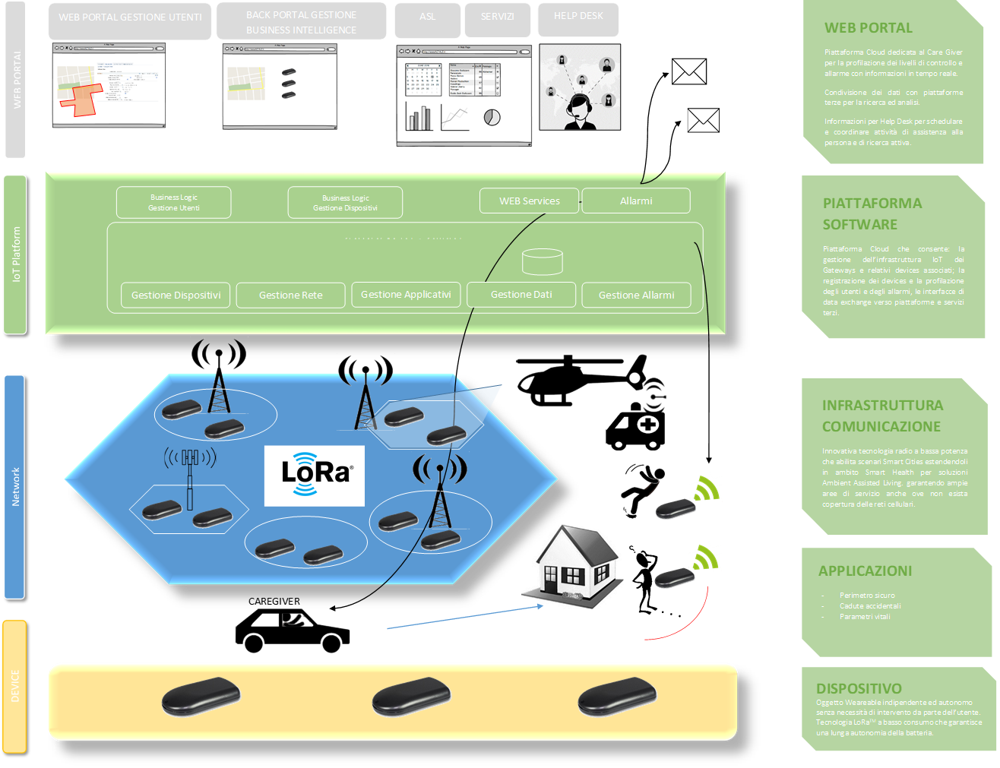 WEB PORTAL
WEB PORTAL GESTIONE UTENTI
BACK PORTAL GESTIONE
BUSINESS INTELLIGENCE
ASL
SERVIZI
HELP DESK
IoT Platform
Business Logic
Gestione Utenti
Business Logic
Gestione Dispositivi
WEB Services
Allarmi
Gestione Dispositivi
Gestione Rete
Gestione Applicativi
Gestione Dati
Gestione Allarmi
Network
LoRa®
CAREGIVER
DEVICE
WEB PORTAL
Piattaforma Cloud dedicata al Care Giver
per la profilazione dei livelli di controllo e
allarme con informazioni in tempo reale.
Condivisione dei dati con piattaforme
terze per la ricerca ed analisi.
Informazioni per Help Desk per schedulare
e coordinare attività di assistenza alla
persona e di ricerca attiva.
PIATTAFORMA
SOFTWARE
Piattaforma Cloud che consente: la
gestione dell'infrastruttura IoT dei
Gateways e relativi devices associati; la
registrazione dei devices e la profilazione
degli utenti e degli allarmi, le interfacce di
data exchange verso piattaforme e servizi
terzi.
INFRASTRUTTURA
COMUNICAZIONE
Innovativa tecnologia radio a bassa potenza
che abilita scenari Smart Cities estendendoli
in ambito Smart Health per soluzioni
Ambient Assisted Living. garantendo ampie
aree di servizio anche ove non esista
copertura delle reti cellulari.
APPLICAZIONI
- Perimetro sicuro
- Cadute accidentali
- Parametri vitali
DISPOSITIVO
Oggetto Weareable indipendente ed autonomo
senza necessità di intervento da parte dell'utente.
Tecnologia LoRa™ a basso consumo che garantisce
una lunga autonomia della batteria.